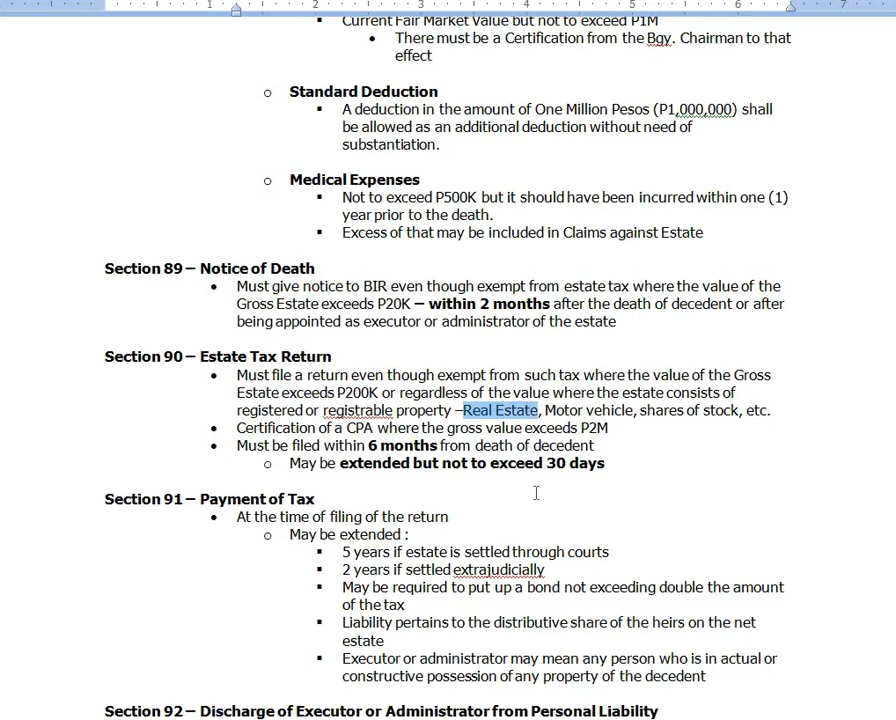 1 2 3 4 5 6 7
Current Fair Market Value but not to exceed P1M
• There must be a Certification from the Bgy. Chairman to that
effect
o Standard Deduction
▪ A deduction in the amount of One Million Pesos (P1,000,000) shall
be allowed as an additional deduction without need of
substantiation.
o Medical Expenses
▪ Not to exceed P500K but it should have been incurred within one (1)
year prior to the death.
▪ Excess of that may be included in Claims against Estate
Section 89 – Notice of Death
• Must give notice to BIR even though exempt from estate tax where the value of the
Gross Estate exceeds P20K – within 2 months after the death of decedent or after
being appointed as executor or administrator of the estate
Section 90 – Estate Tax Return
• Must file a return even though exempt from such tax where the value of the Gross
Estate exceeds P200K or regardless of the value where the estate consists of
registered or registrable property –Real Estate, Motor vehicle, shares of stock, etc.
• Certification of a CPA where the gross value exceeds P2M
• Must be filed within 6 months from death of decedent
o May be extended but not to exceed 30 days
Section 91 – Payment of Tax
• At the time of filing of the return
o May be extended :
▪ 5 years if estate is settled through courts
▪ 2 years if settled extrajudicially
▪ May be required to put up a bond not exceeding double the amount
of the tax
▪ Liability pertains to the distributive share of the heirs on the net
estate
▪ Executor or administrator may mean any person who is in actual or
constructive possession of any property of the decedent
Section 92 – Discharge of Executor or Administrator from Personal Liability